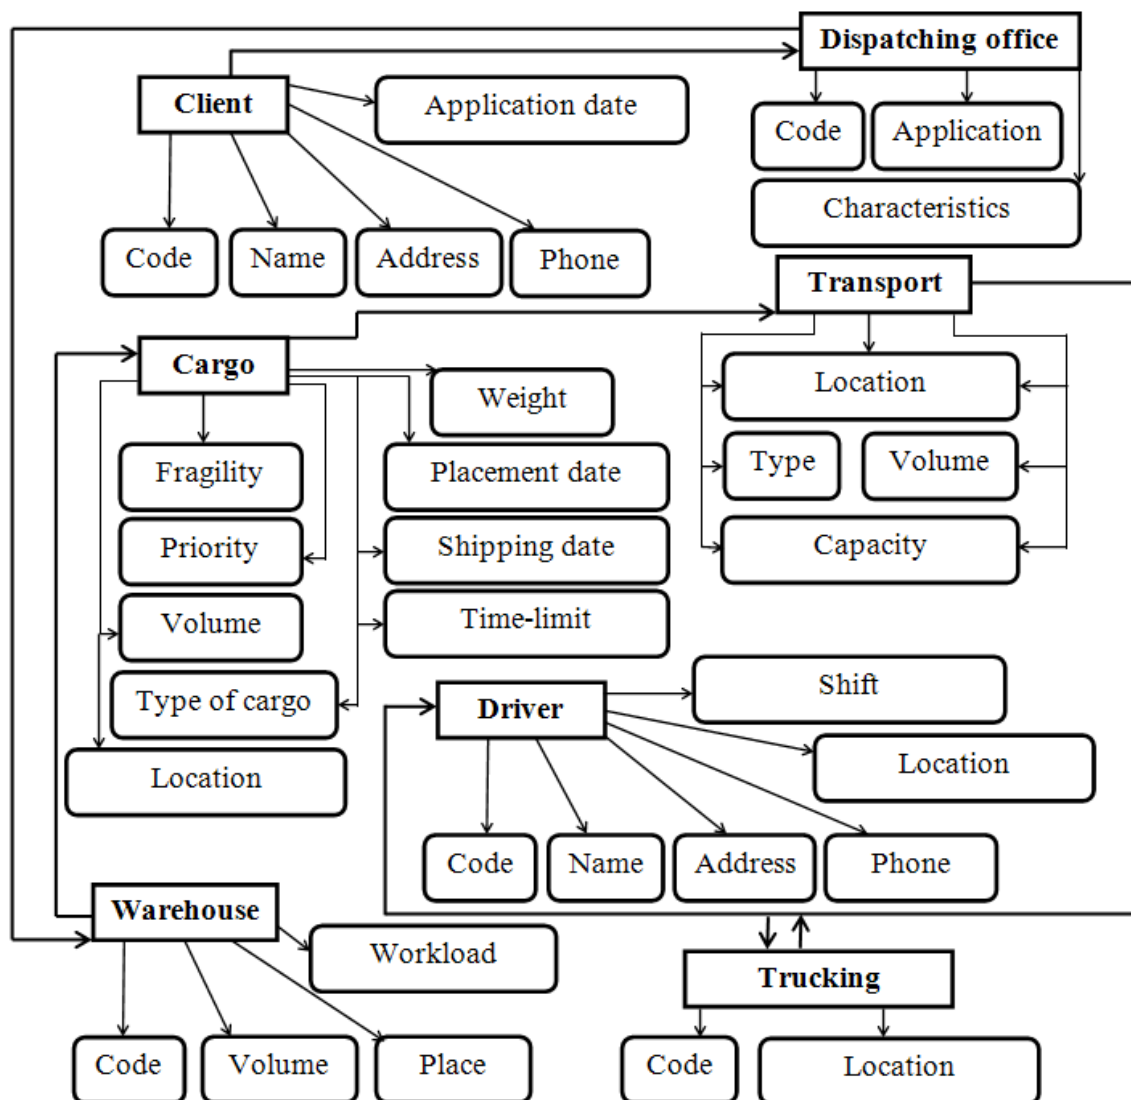 Dispatching office
Client
Application date
Code
Application
Characteristics
Code
Name
Address
Phone
Transport
Cargo
Location
Weight
Fragility
Placement date
Type
Volume
Priority
Shipping date
Capacity
Volume
Time-limit
Type of cargo
Driver
Shift
Location
Location
Code
Name
Address
Phone
Warehouse
Workload
Trucking
Code
Volume
Place
Code
Location